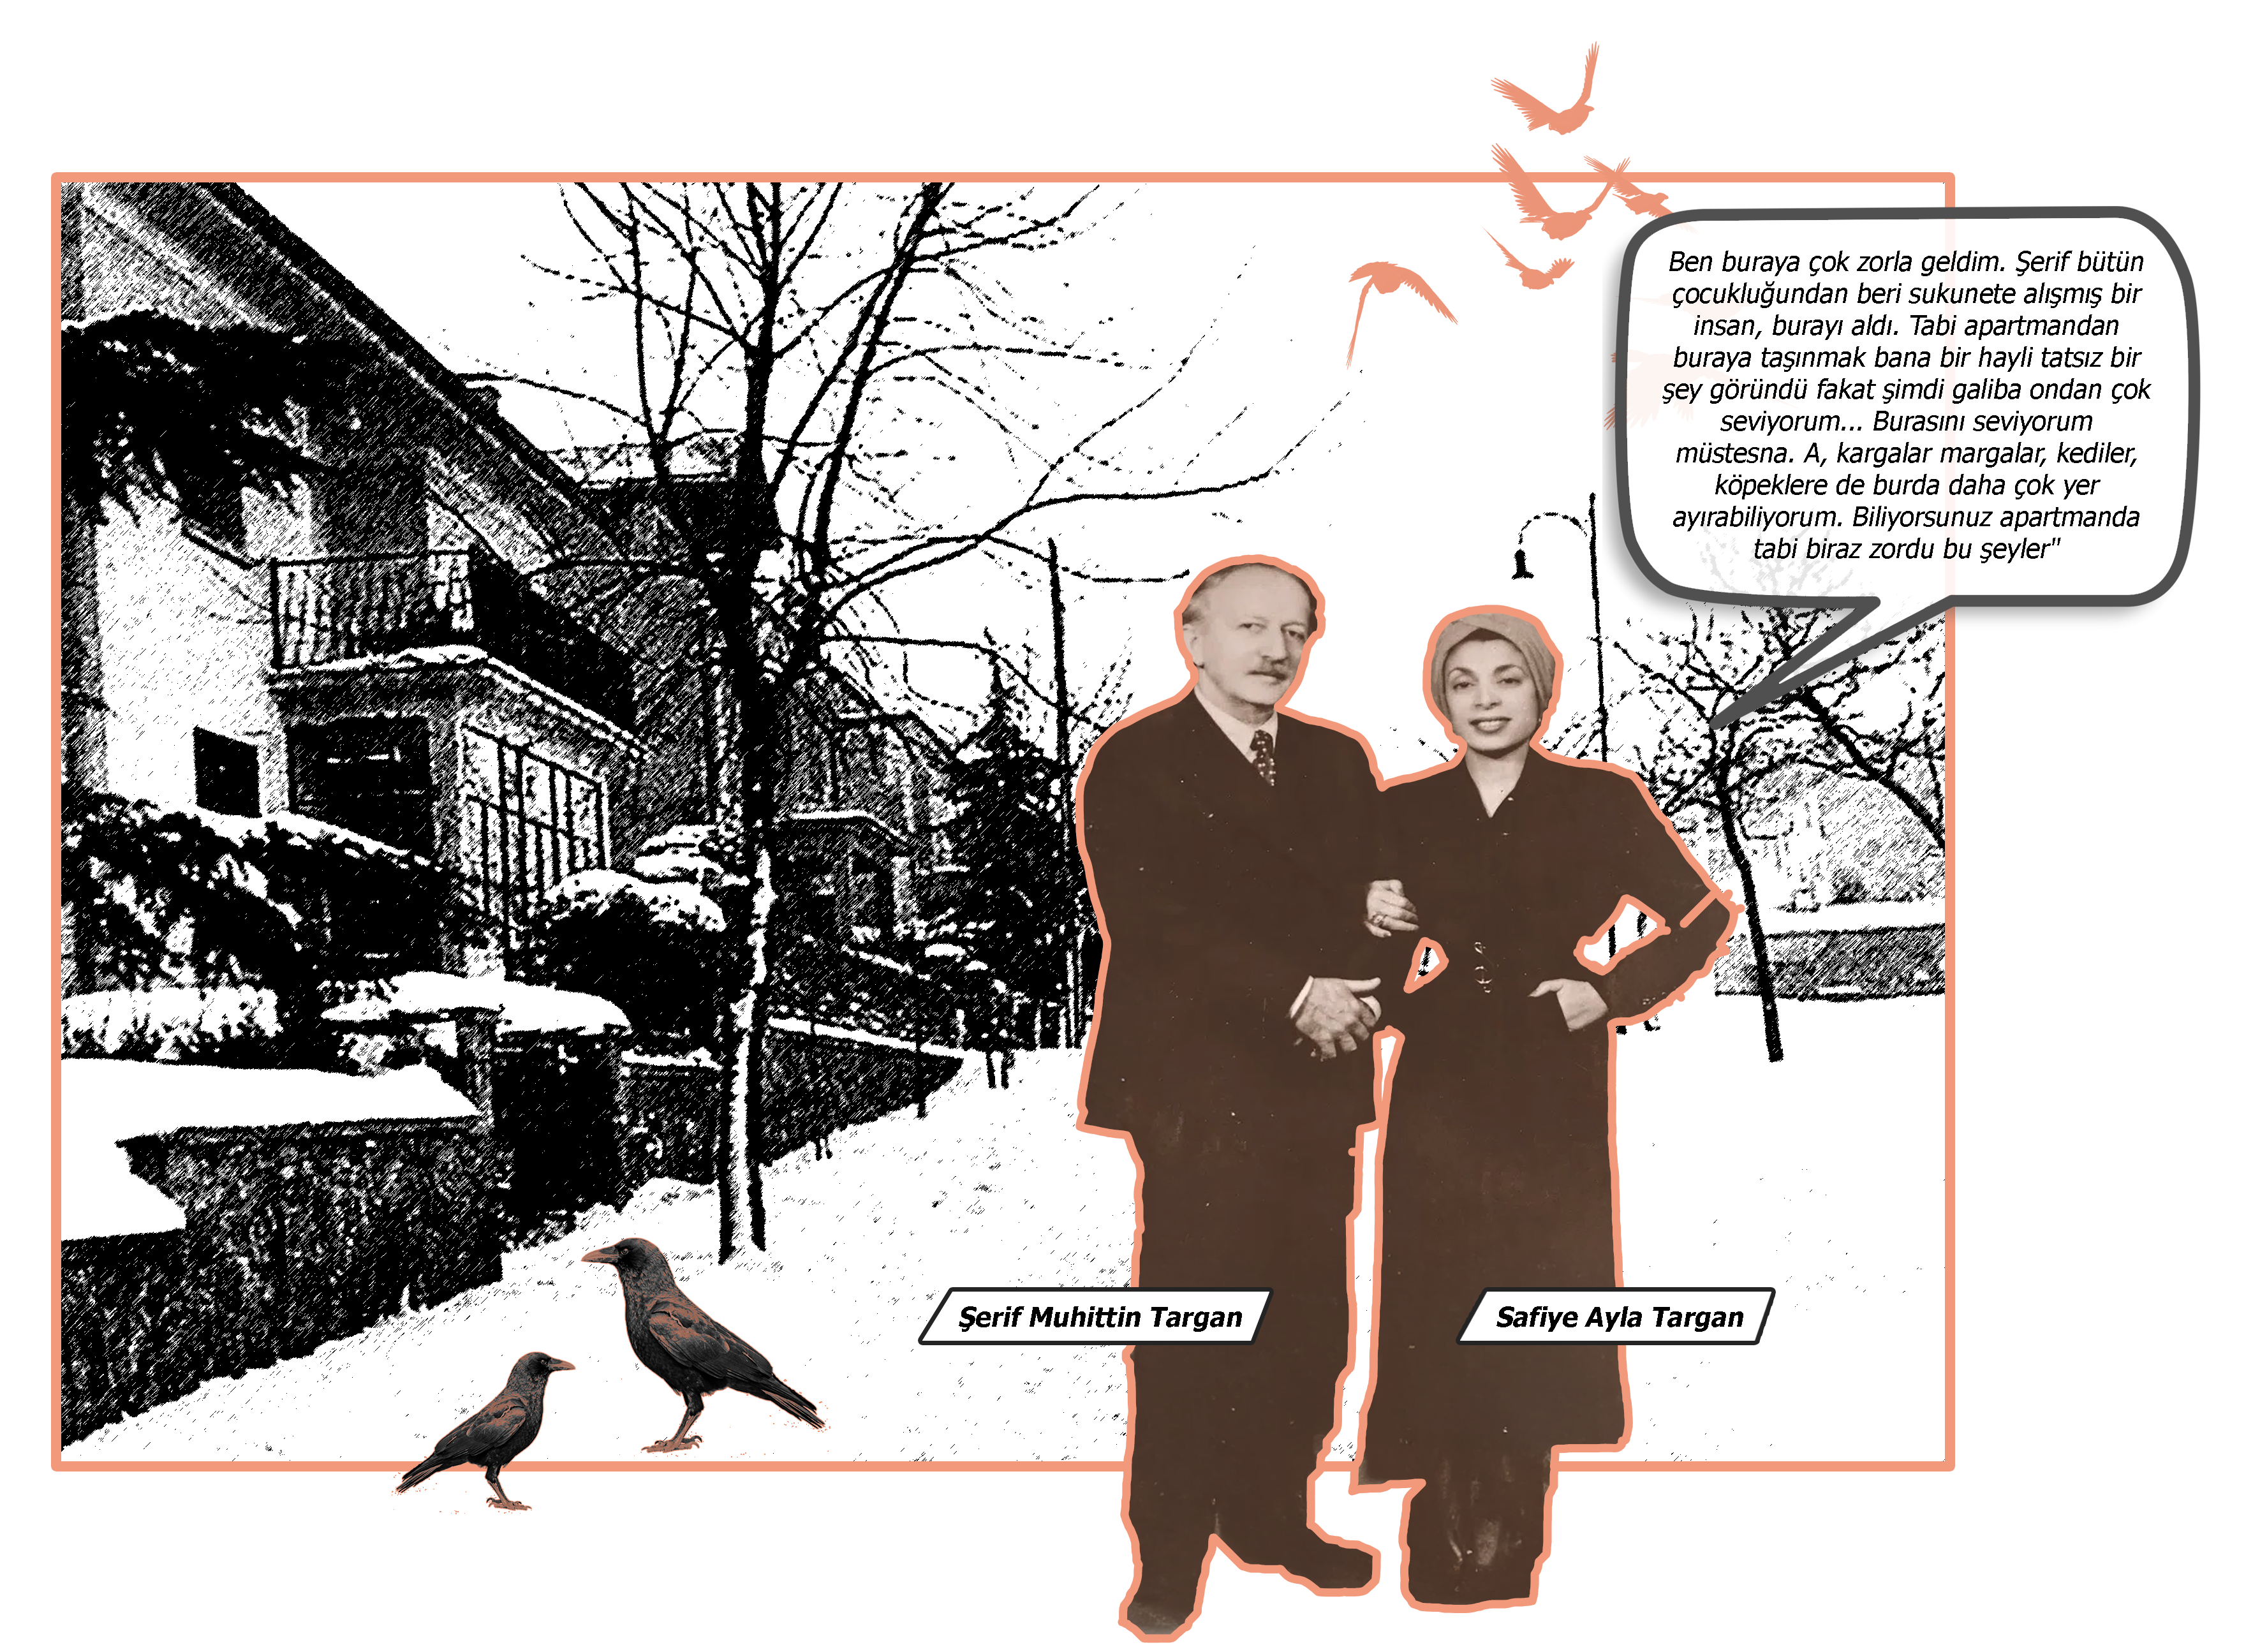 Ben buraya çok zorla geldim. Şerif bütün
çocukluğundan beri sukunete alışmış bir
insan, burayı aldı. Tabi apartmandan
buraya taşınmak bana bir hayli tatsız bir
şey göründü fakat şimdi galiba ondan çok
seviyorum... Burasını seviyorum
müstesna. A, kargalar margalar, kediler,
köpeklere de burda daha çok yer
ayırabiliyorum. Biliyorsunuz apartmanda
tabi biraz zordu bu şeyler"
Şerif Muhittin Targan
Safiye Ayla Targan